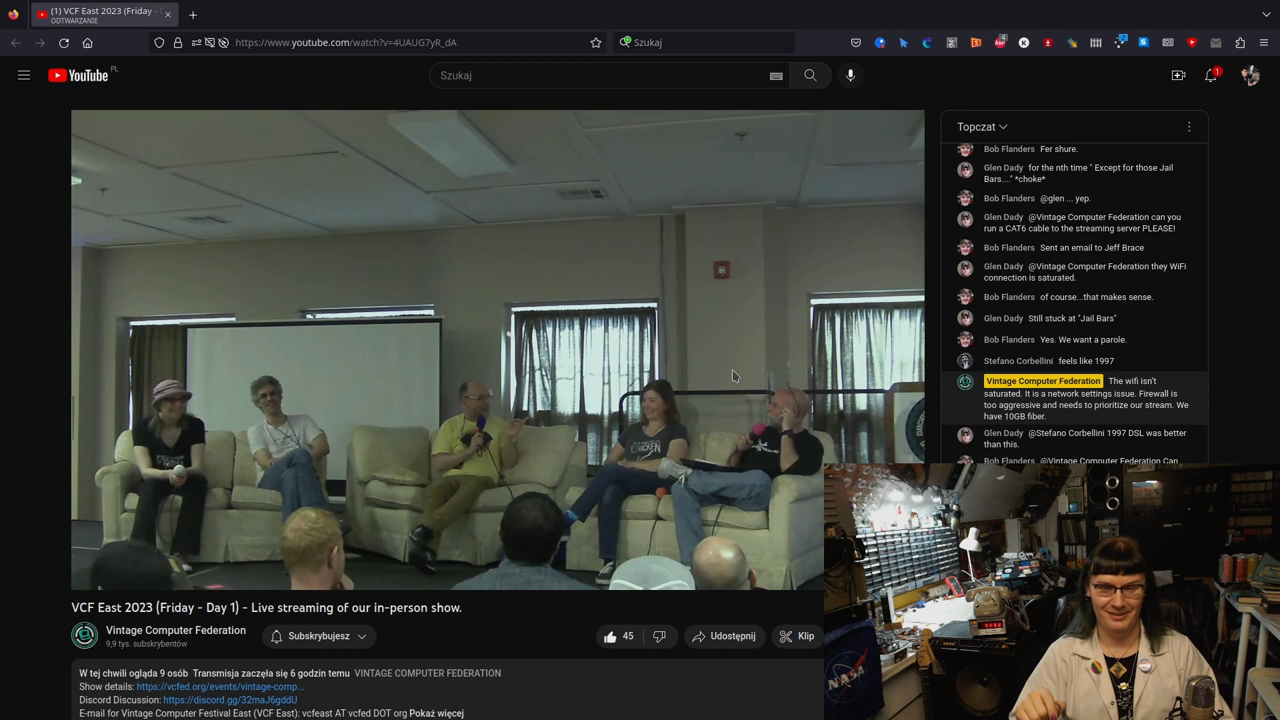 (1) VCF East 2023 (Friday - D
ODTWARZANIE
https://www.youtube.com/watch?v=4UAUG7yR_dA
Szukaj
YouTube PL
Szukaj
1
Topczat
Bob Flanders Fer shure.
Glen Dady for the nth time " Except for those Jail
Bars...." *choke*
Bob Flanders @glen ... yep.
Glen Dady @Vintage Computer Federation can you
run a CAT6 cable to the streaming server PLEASE!
Bob Flanders Sent an email to Jeff Brace
Glen Dady @Vintage Computer Federation they WiFi
connection is saturated.
Bob Flanders of course...that makes sense.
Glen Dady Still stuck at "Jail Bars"
Bob Flanders Yes. We want a parole.
Stefano Corbellini feels like 1997
Vintage Computer Federation The wifi isn't
saturated. It is a network settings issue. Firewall is
too aggressive and needs to prioritize our stream. We
have 10GB fiber.
Glen Dady @Stefano Corbellini 1997 DSL was better
than this.
Bob Flanders @Vintage Computer Federation Can
CHICKEN
VCF East 2023 (Friday - Day 1) - Live streaming of our in-person show.
Vintage Computer Federation
9,9 tys. subskrybentów
Subskrybujesz
45
Udostępnij
Klip
W tej chwili ogląda 9 osób Transmisja zaczęła się 6 godzin temu VINTAGE COMPUTER FEDERATION
Show details: https://vcfed.org/events/vintage-comp...
Discord Discussion: https://discord.gg/32maJ6gddU
E-mail for Vintage Computer Festival East (VCF East): vcfeast AT vcfed DOT org Pokaż więcej
NASA